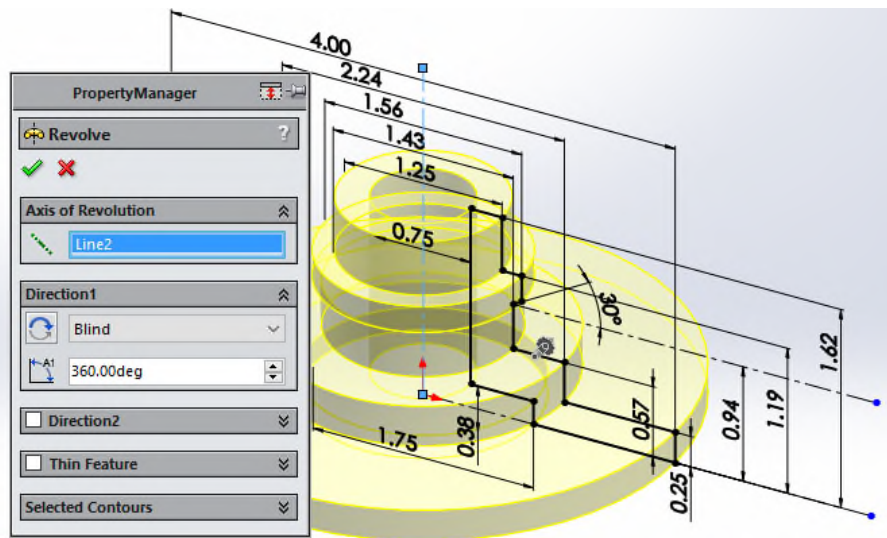 PropertyManager
Revolve
?
Axis of Revolution
Line2
Direction1
Blind
A1
360.00deg
Direction2
Thin Feature
Selected Contours
4.00
2.24
1.56
1.43
1.25
0.75
30°
1.62
1.19
0.94
0.57
0.38
1.75
0.25